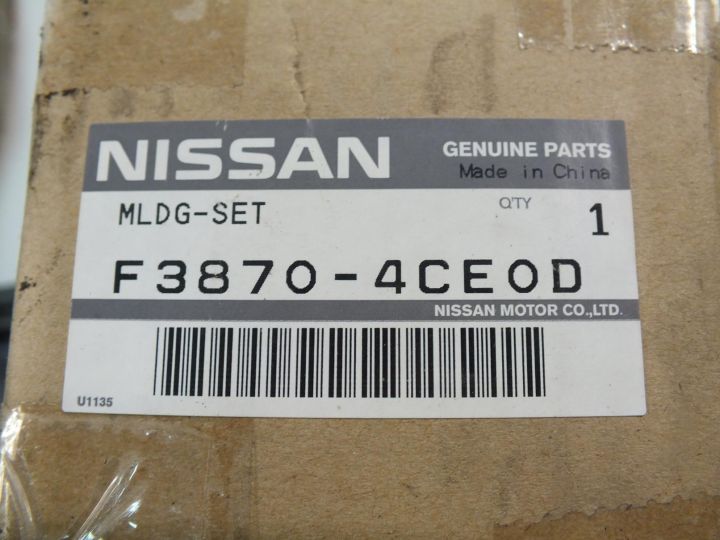 NISSAN
GENUINE PARTS
Made in China
MLDG-SET
Q'TY
1
F3870-4CE0D
NISSAN MOTOR CO.,LTD.
U1135